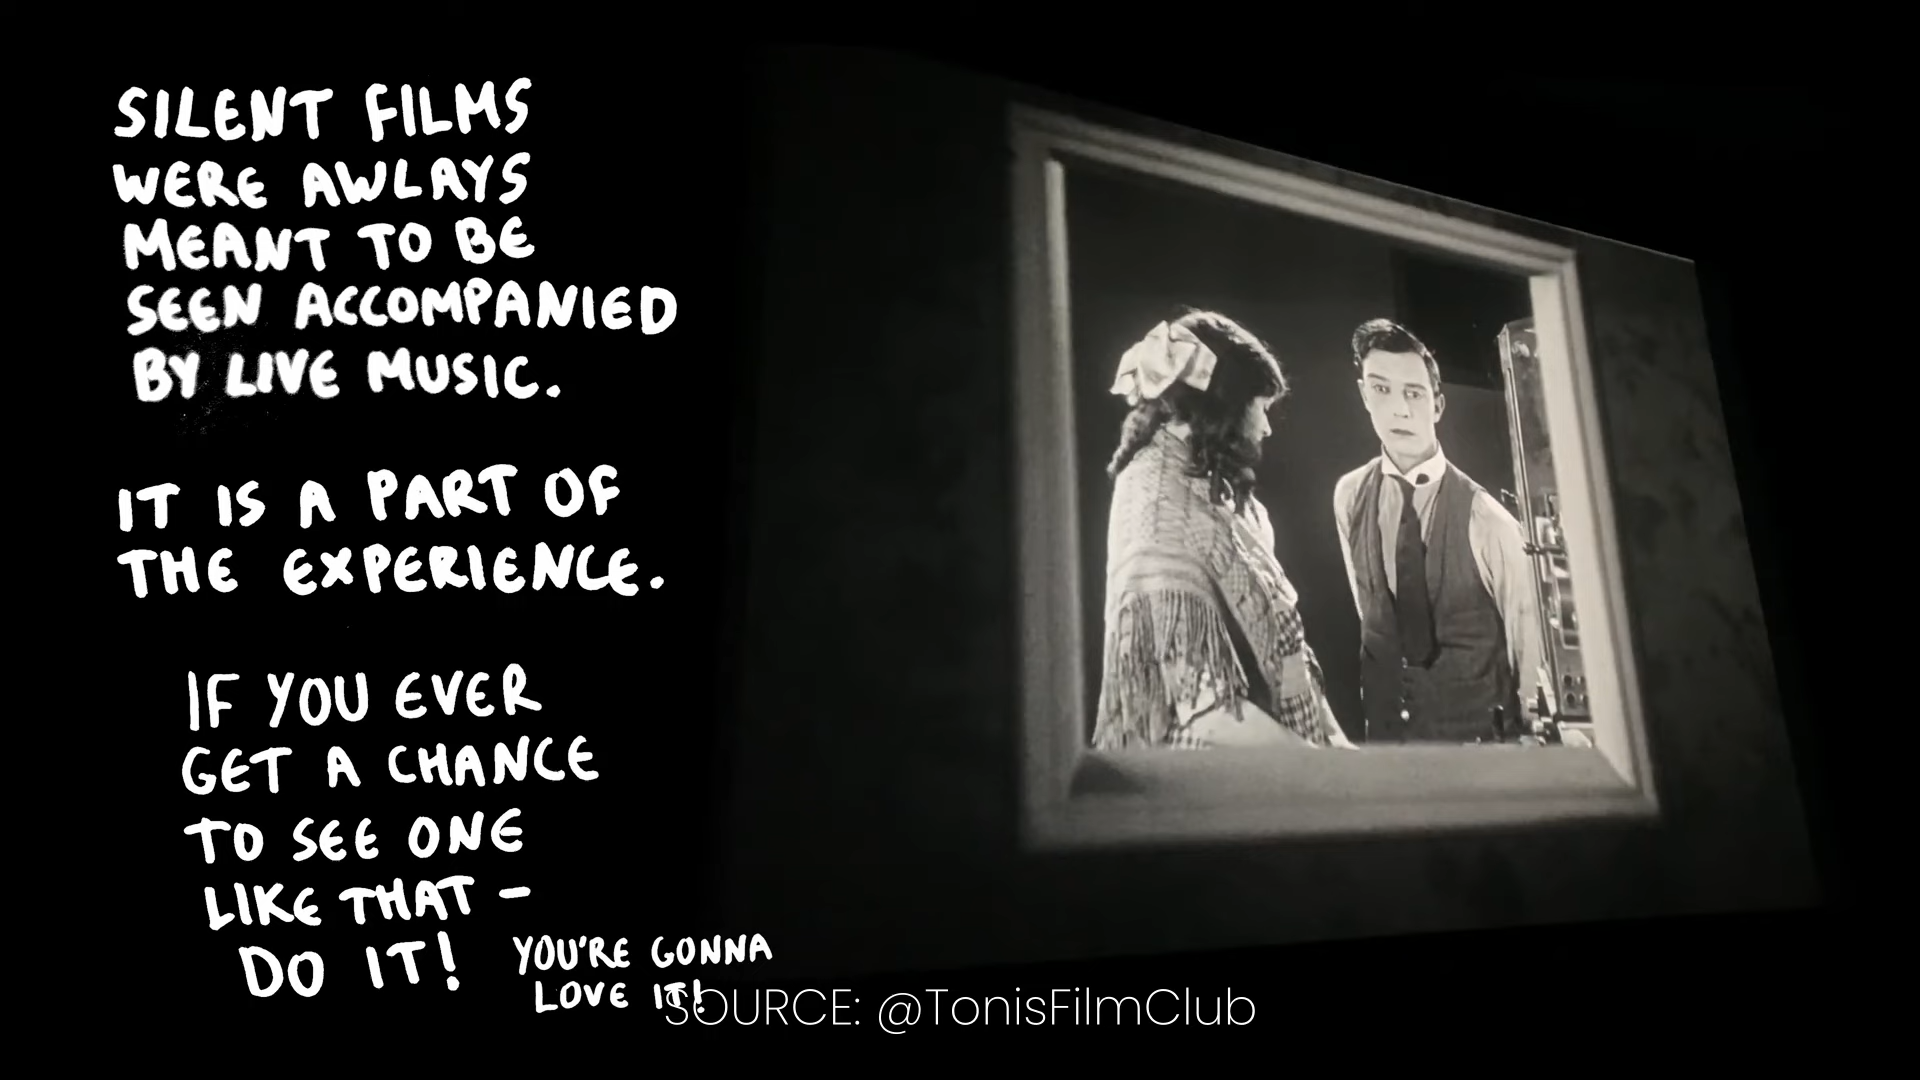 SILENT FILMS
WERE AWLAYS
MEANT TO BE
SEEN ACCOMPANIED
BY LIVE MUSIC.
IT IS A PART OF
THE EXPERIENCE.
IF YOU EVER
GET A CHANCE
TO SEE ONE
LIKE THAT –
DO IT!
YOU'RE GONNA
LOVE IT!
SOURCE: @TonisFilmClub